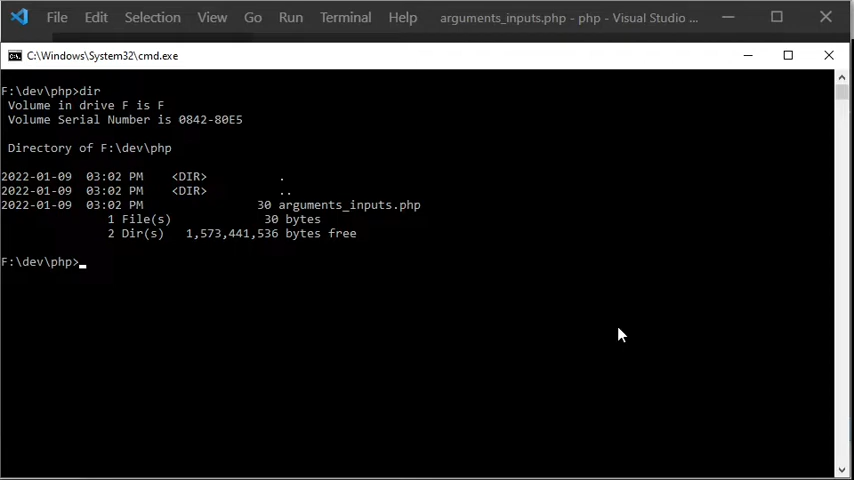 File Edit Selection View Go Run Terminal Help arguments_inputs.php - php - Visual Studio ...
C:\Windows\System32\cmd.exe
F:\dev\php>dir
Volume in drive F is F
Volume Serial Number is 0842-80E5
Directory of F:\dev\php
2022-01-09 03:02 PM <DIR> .
2022-01-09 03:02 PM <DIR> ..
2022-01-09 03:02 PM 30 arguments_inputs.php
1 File(s) 30 bytes
2 Dir(s) 1,573,441,536 bytes free
F:\dev\php>